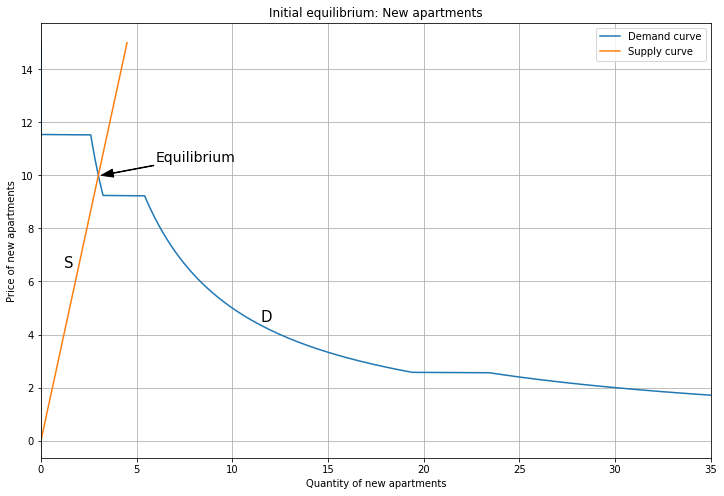 Initial equilibrium: New apartments
Demand curve
Supply curve
Equilibrium
S
D
Price of new apartments
14
12
10
8
6
4
2
0
0 5 10 15 20 25 30 35
Quantity of new apartments